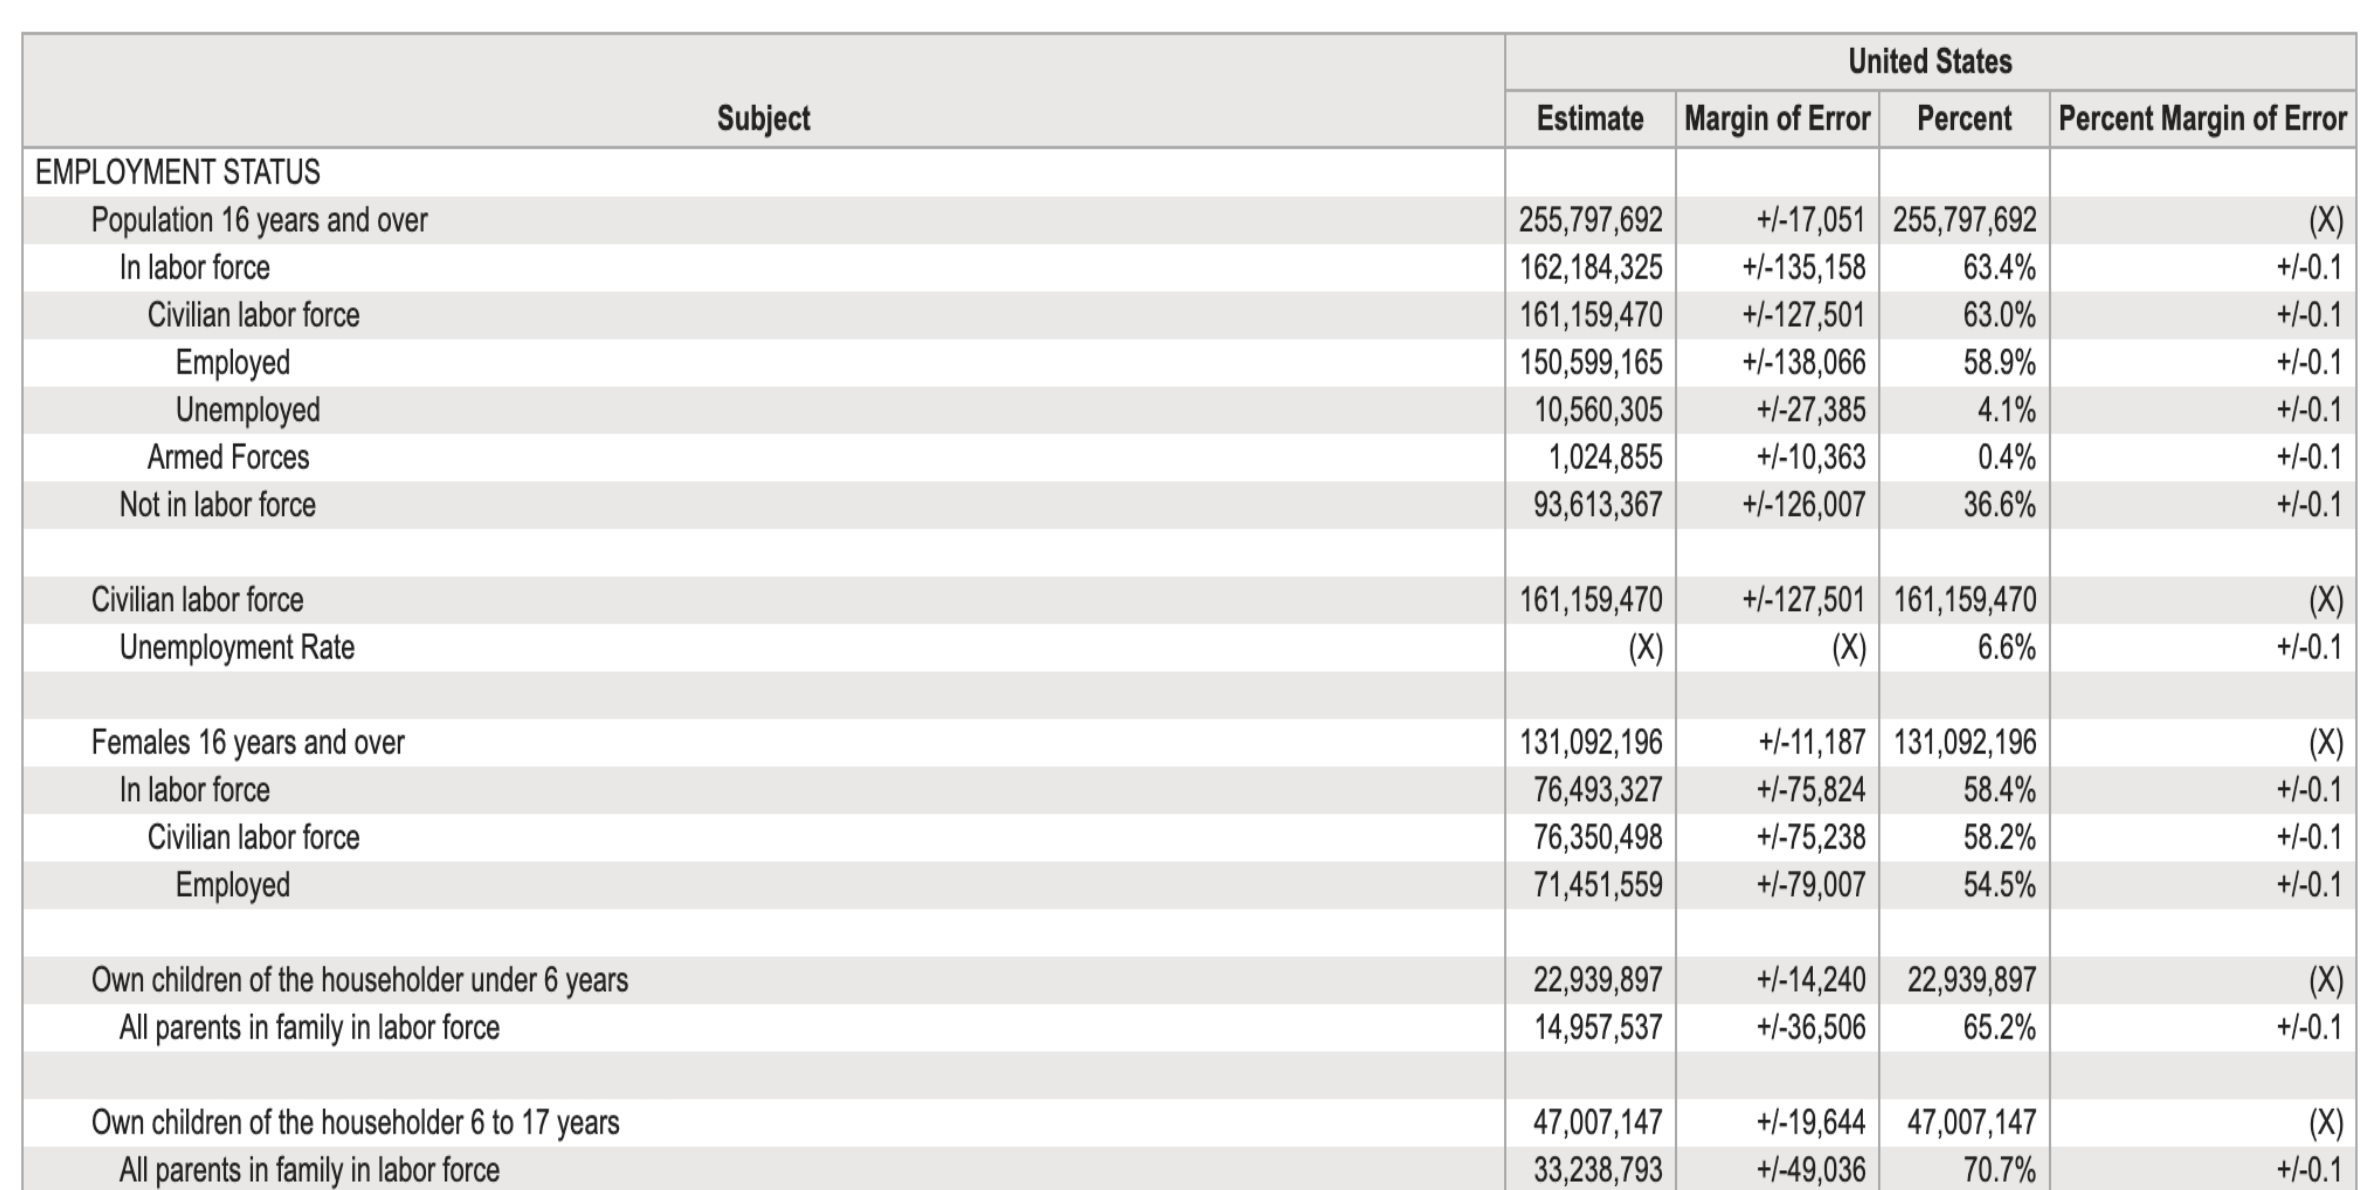 United States
Subject Estimate Margin of Error Percent Percent Margin of Error
EMPLOYMENT STATUS
Population 16 years and over 255,797,692 +/-17,051 255,797,692 (X)
In labor force 162,184,325 +/-135,158 63.4% +/-0.1
Civilian labor force 161,159,470 +/-127,501 63.0% +/-0.1
Employed 150,599,165 +/-138,066 58.9% +/-0.1
Unemployed 10,560,305 +/-27,385 4.1% +/-0.1
Armed Forces 1,024,855 +/-10,363 0.4% +/-0.1
Not in labor force 93,613,367 +/-126,007 36.6% +/-0.1
Civilian labor force 161,159,470 +/-127,501 161,159,470 (X)
Unemployment Rate (X) (X) 6.6% +/-0.1
Females 16 years and over 131,092,196 +/-11,187 131,092,196 (X)
In labor force 76,493,327 +/-75,824 58.4% +/-0.1
Civilian labor force 76,350,498 +/-75,238 58.2% +/-0.1
Employed 71,451,559 +/-79,007 54.5% +/-0.1
Own children of the householder under 6 years 22,939,897 +/-14,240 22,939,897 (X)
All parents in family in labor force 14,957,537 +/-36,506 65.2% +/-0.1
Own children of the householder 6 to 17 years 47,007,147 +/-19,644 47,007,147 (X)
All parents in family in labor force 33,238,793 +/-49,036 70.7% +/-0.1